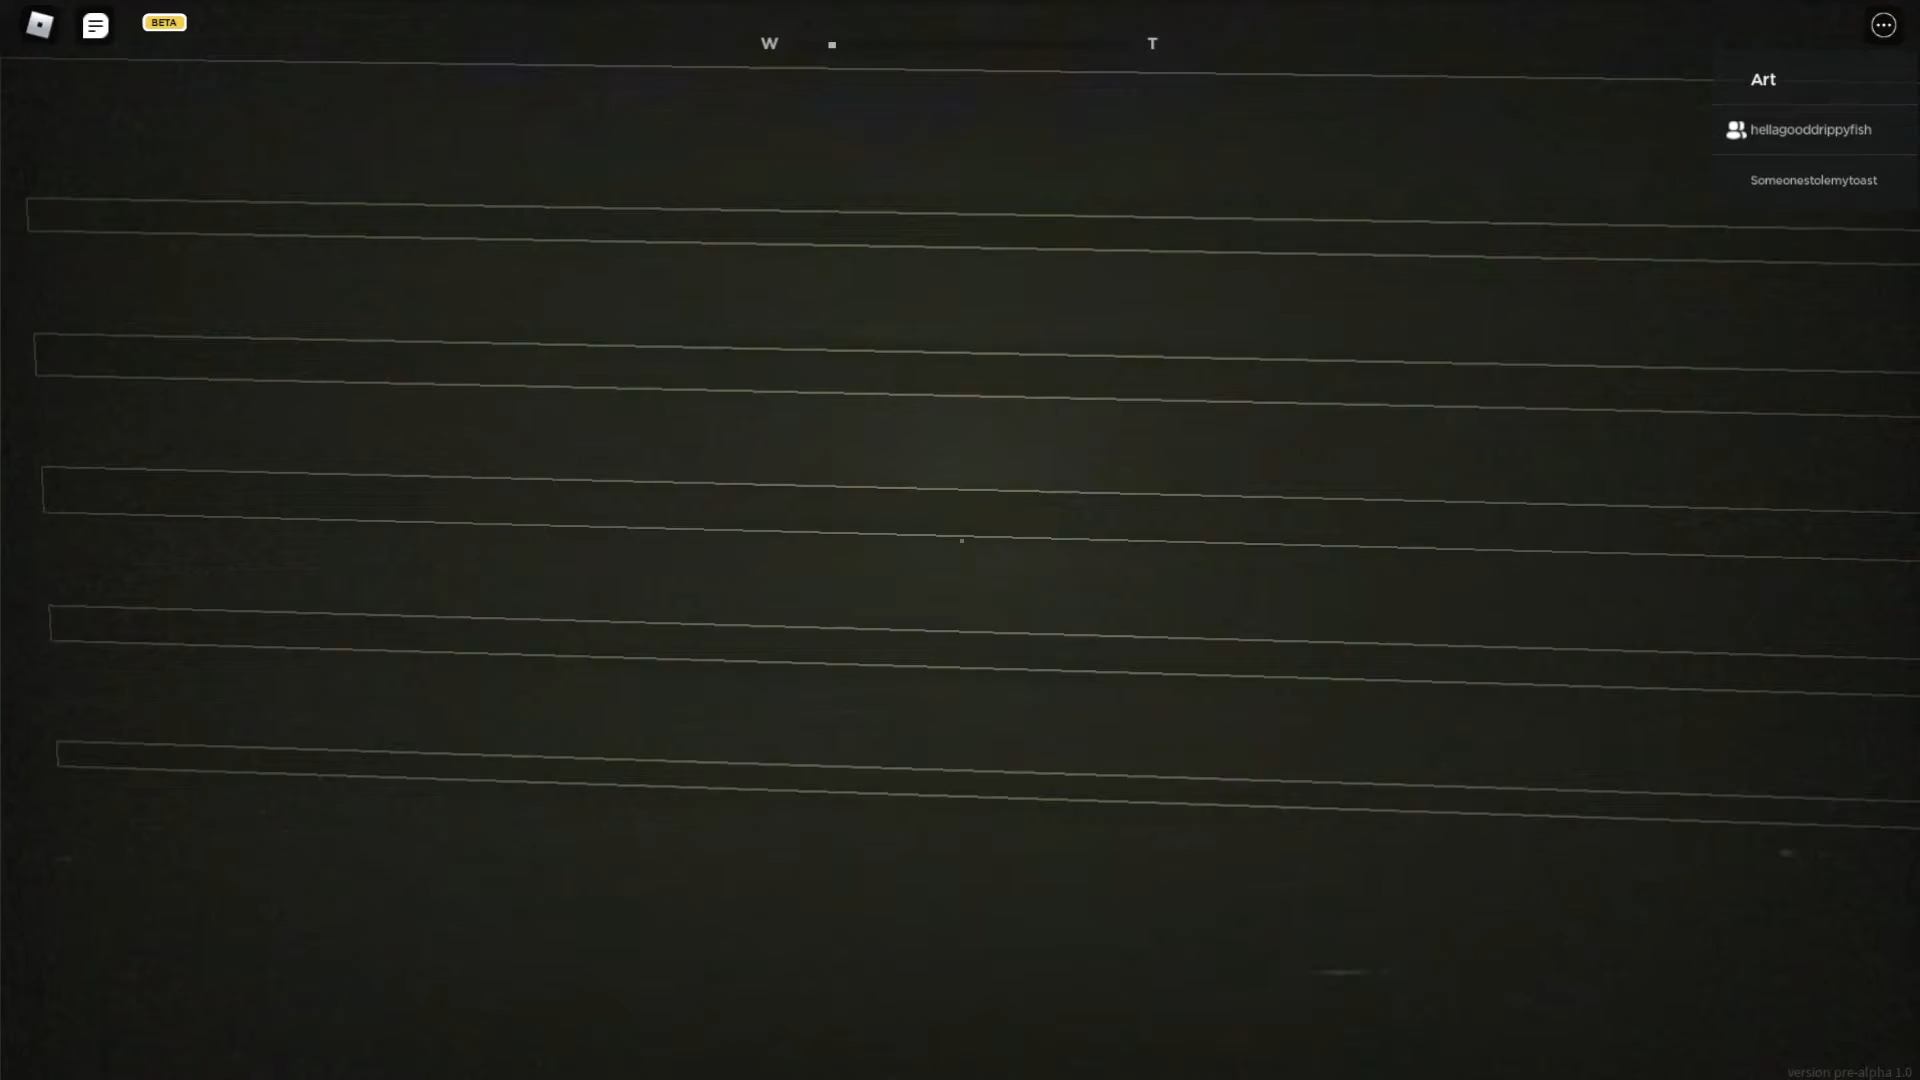 BETA
W T
Art
hellagooddrippyfish
Someonestolemytoast
version pre-alpha 1.0